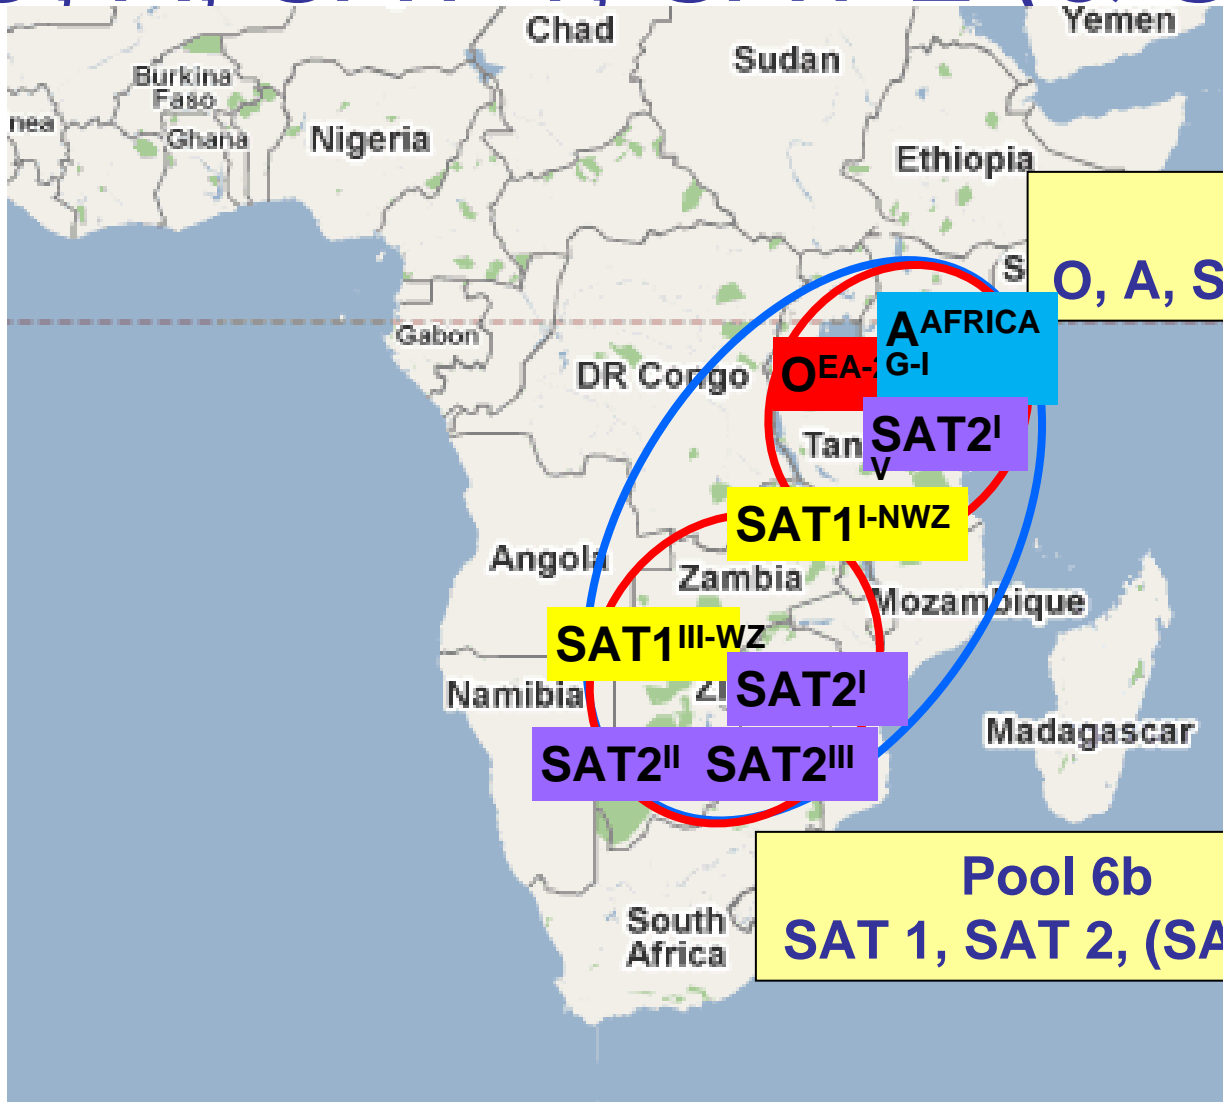 Chad
Yemen
Sudan
Burkina
Faso
nea
Ghana
Nigeria
Ethiopia
S
O, A, S
A AFRICA
G-I
Gabon
DR Congo
O EA-2
Tan
SAT2 I
V
SAT1 I-NWZ
Angola
Zambia
Mozambique
SAT1 III-WZ
Namibia
SAT2 I
Madagascar
SAT2 II SAT2 III
Pool 6b
SAT 1, SAT 2, (SA
South
Africa